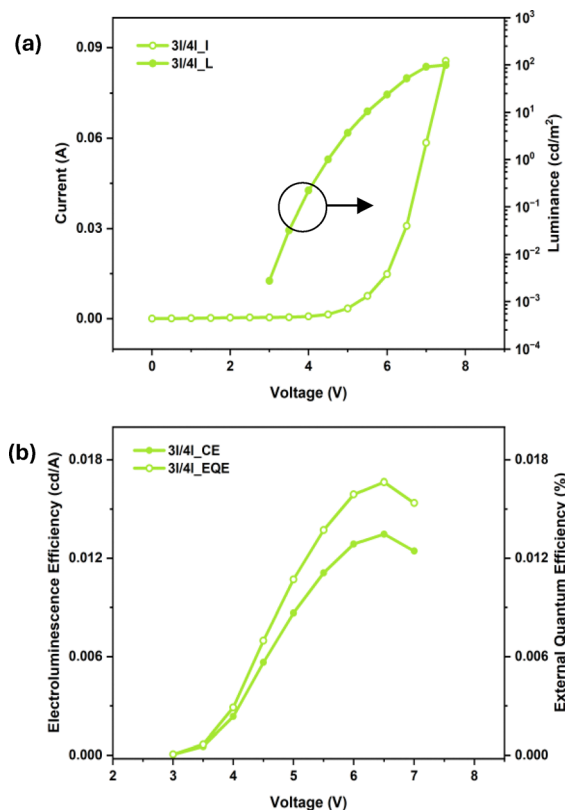 (a)
3I/4I_I
3I/4I_L
Current (A)
0.09
0.06
0.03
0.00
Luminance (cd/m²)
10³
10²
10¹
10⁰
10⁻¹
10⁻²
10⁻³
10⁻⁴
0 2 4 6 8
Voltage (V)
(b)
3I/4I_CE
3I/4I_EQE
Electroluminescence Efficiency (cd/A)
0.018
0.012
0.006
0.000
External Quantum Efficiency (%)
0.018
0.012
0.006
0.000
2 3 4 5 6 7 8
Voltage (V)